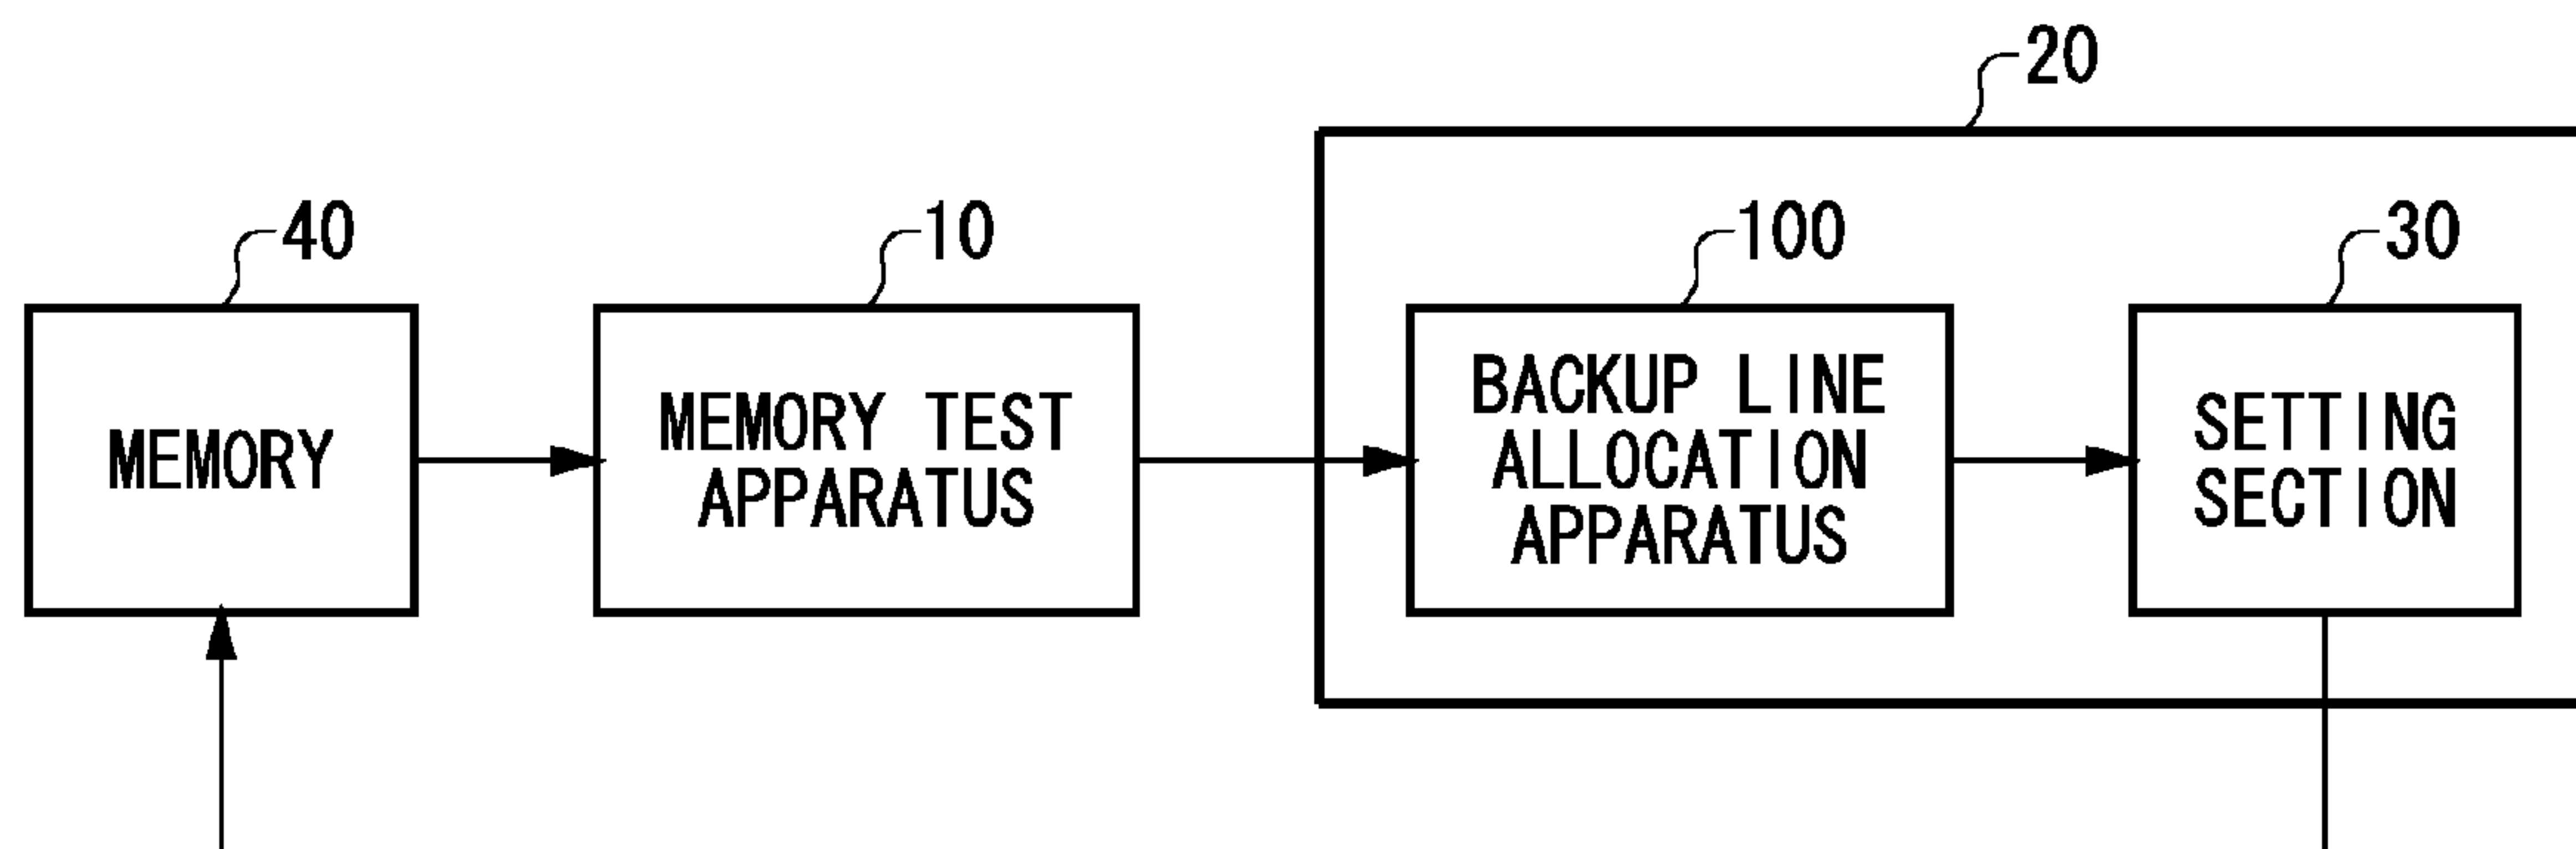 20
40
10
100
30
MEMORY
MEMORY TEST
APPARATUS
BACKUP LINE
ALLOCATION
APPARATUS
SETTING
SECTION